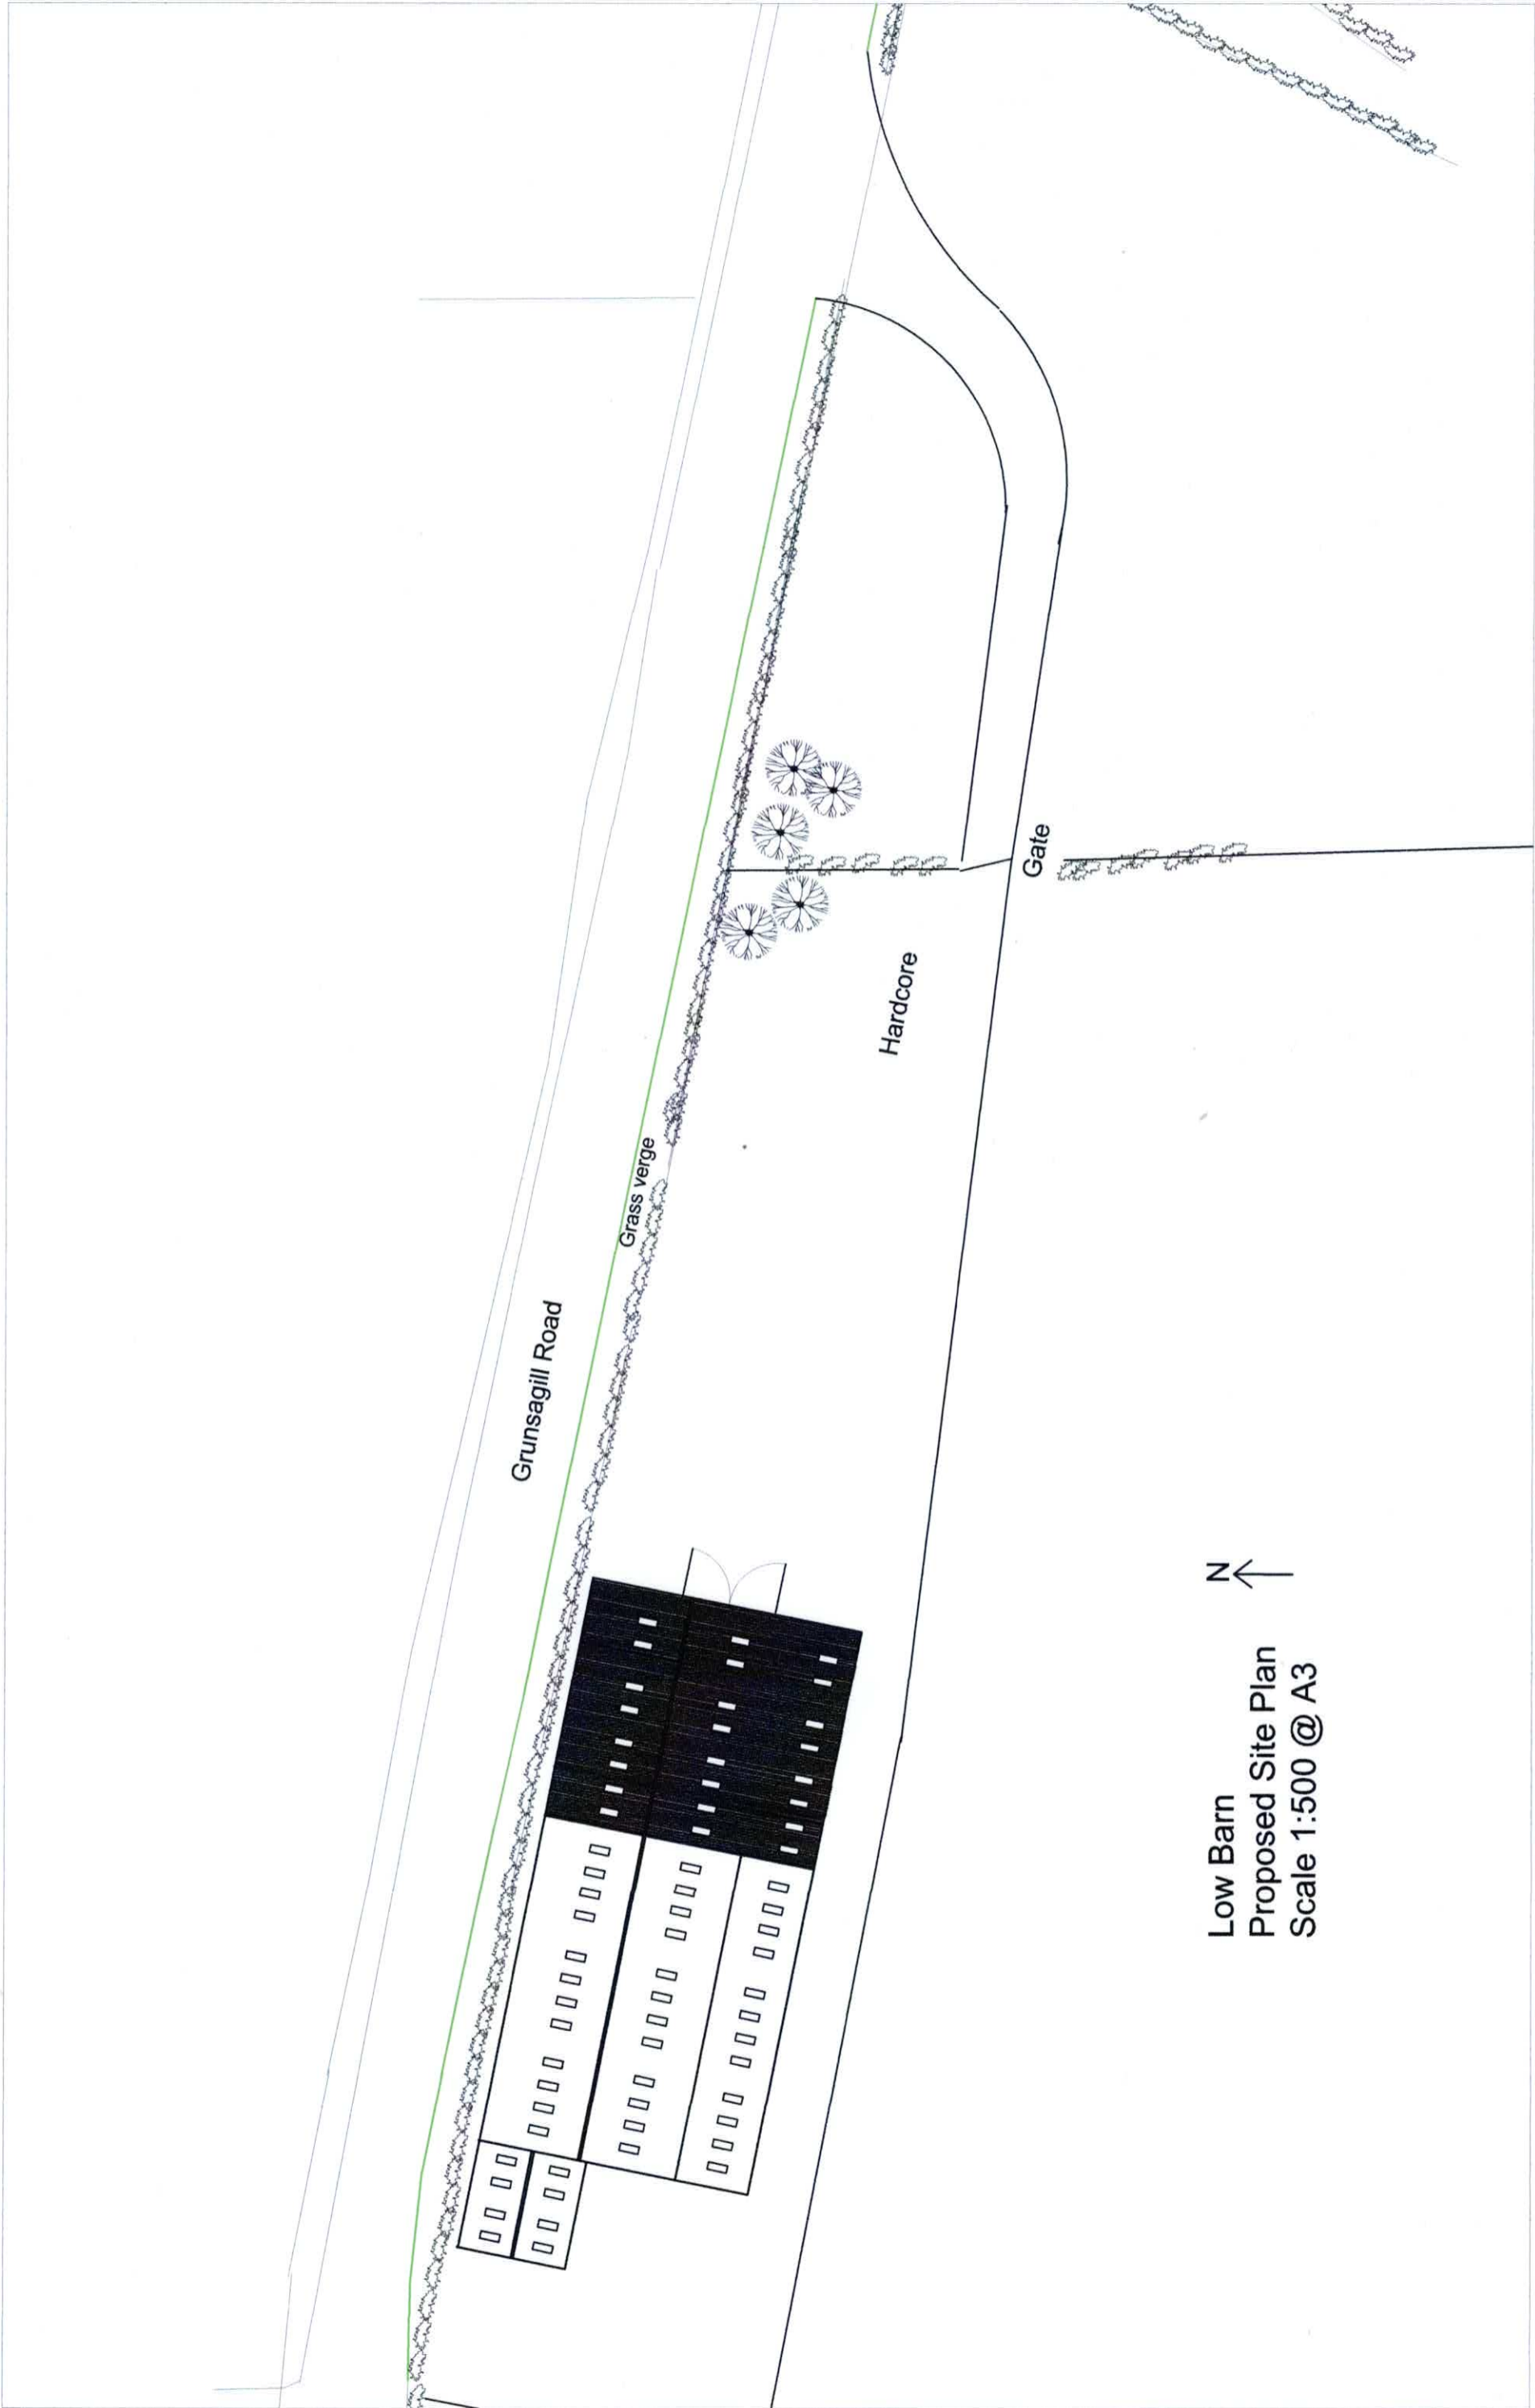 Grunsagill Road
Grass verge
Hardcore
Gate
N
Low Barn
Proposed Site Plan
Scale 1:500 @ A3